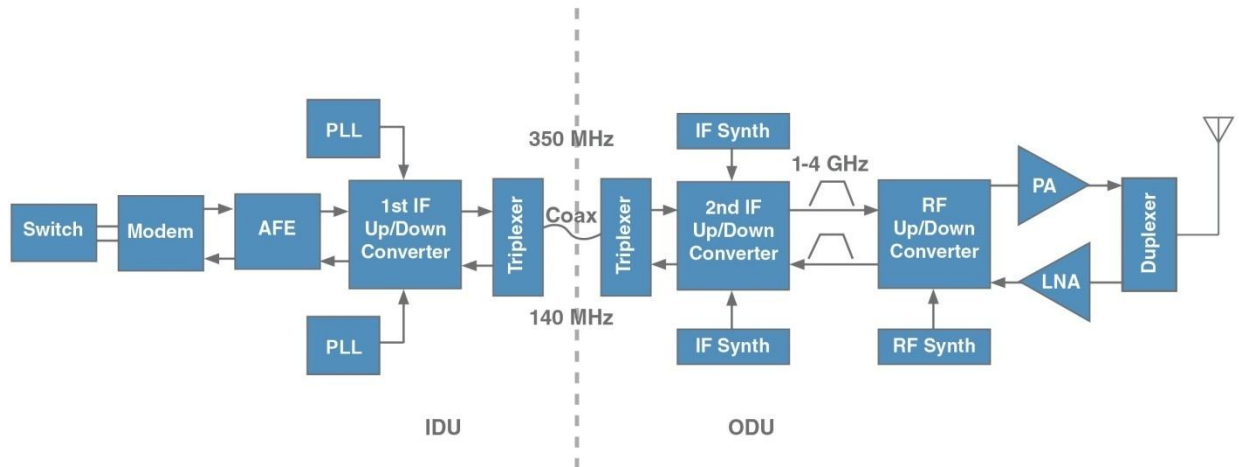 PLL
350 MHz
IF Synth
1-4 GHz
PA
Switch
Modem
AFE
1st IF
Up/Down
Converter
Triplexer
Coax
Triplexer
2nd IF
Up/Down
Converter
RF
Up/Down
Converter
Duplexer
LNA
PLL
140 MHz
IF Synth
RF Synth
IDU
ODU